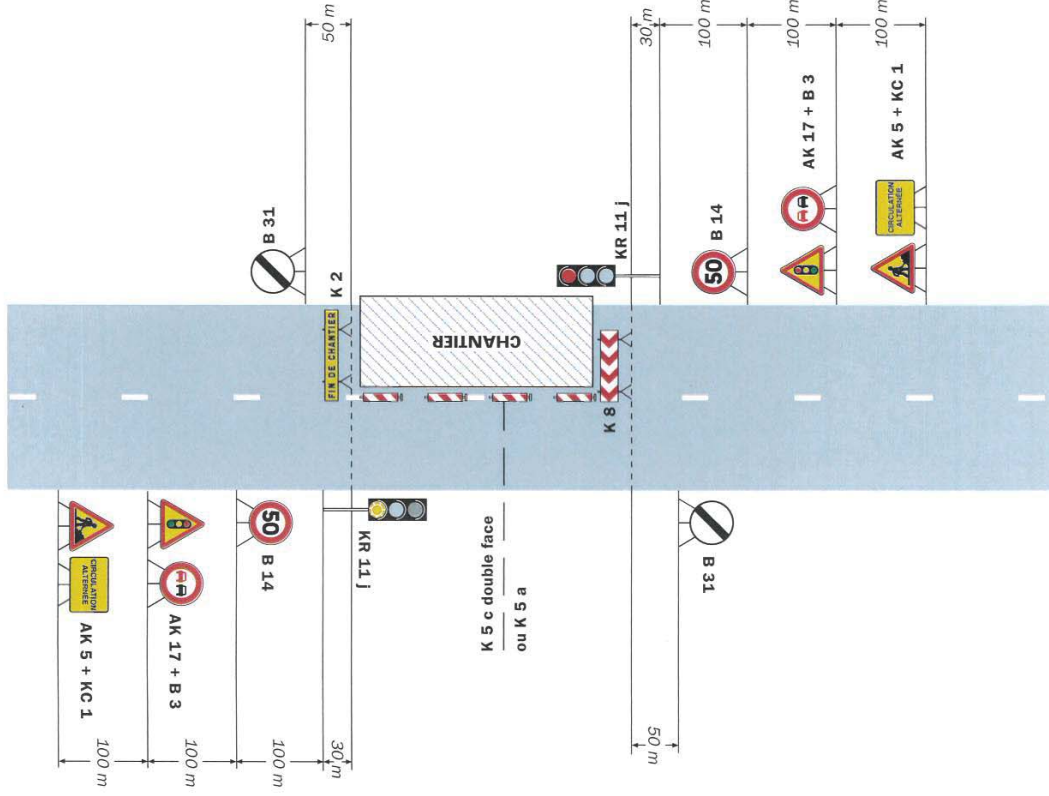 50 m
B 31
K 2
FIN DE CHANTIER
CHANTIER
K 8
KR 11 j
30 m
100 m
100 m
100 m
50
B 14
AK 17 + B 3
CIRCULATION
ALTERNÉE
AK 5 + KC 1
CIRCULATION
ALTERNÉE
AK 5 + KC 1
AK 17 + B 3
50
B 14
KR 11 j
100 m
100 m
100 m
30 m
K 5 c double face
ou K 5 a
B 31
50 m